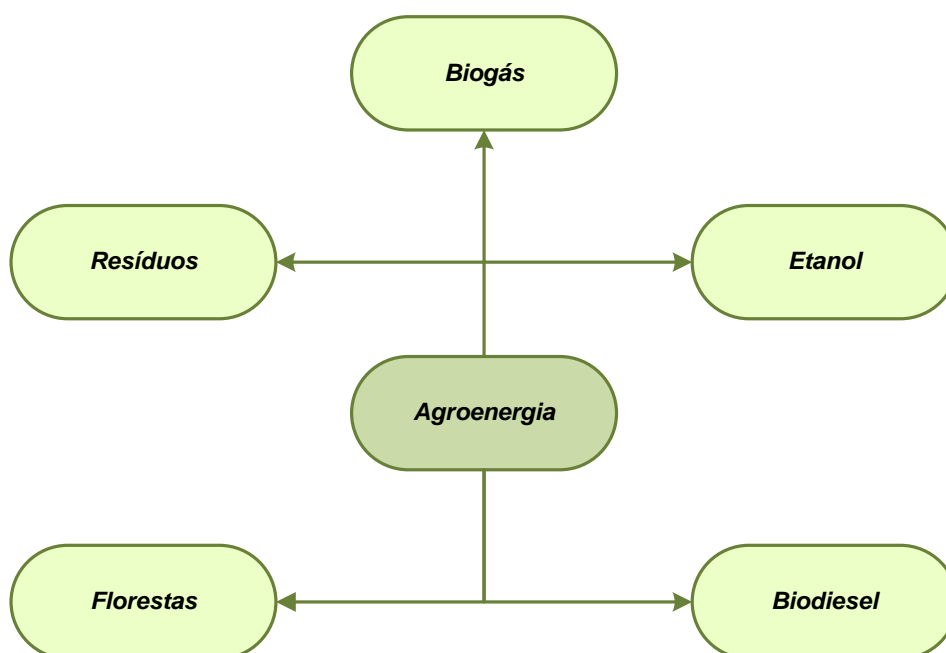 Biogás
Resíduos
Etanol
Agroenergia
Florestas
Biodiesel